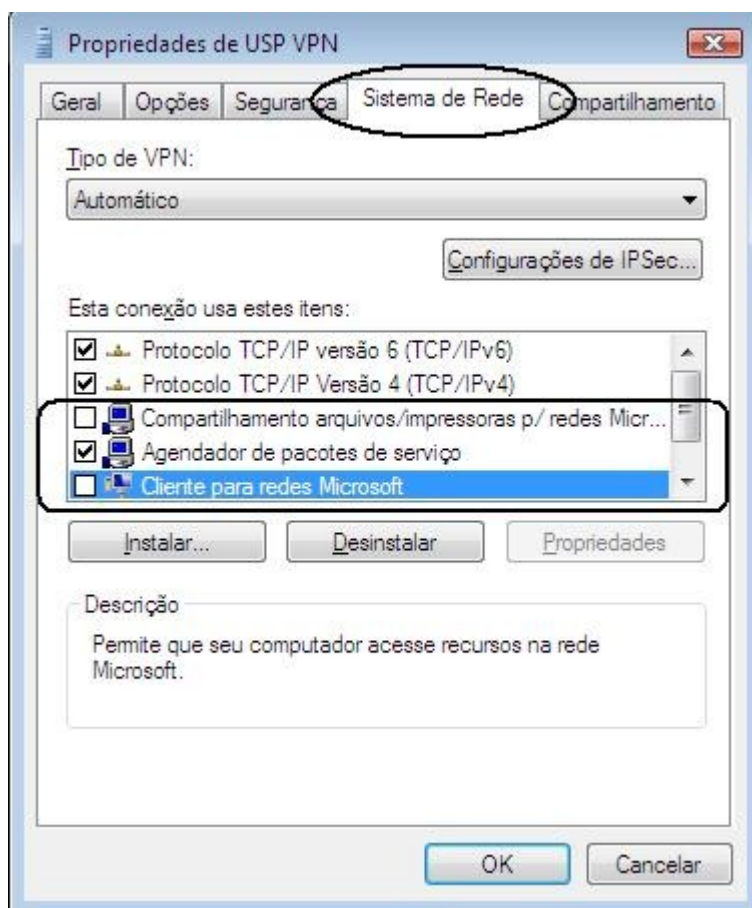 Propriedades de USP VPN
Geral Opções Segurança Sistema de Rede Compartilhamento
Tipo de VPN:
Automático
Configurações de IPSec...
Esta conexão usa estes itens:
Protocolo TCP/IP versão 6 (TCP/IPv6)
Protocolo TCP/IP Versão 4 (TCP/IPv4)
Compartilhamento arquivos/impressoras p/ redes Micr...
Agendador de pacotes de serviço
Cliente para redes Microsoft
Instalar... Desinstalar Propriedades
Descrição
Permite que seu computador acesse recursos na rede
Microsoft.
OK Cancelar